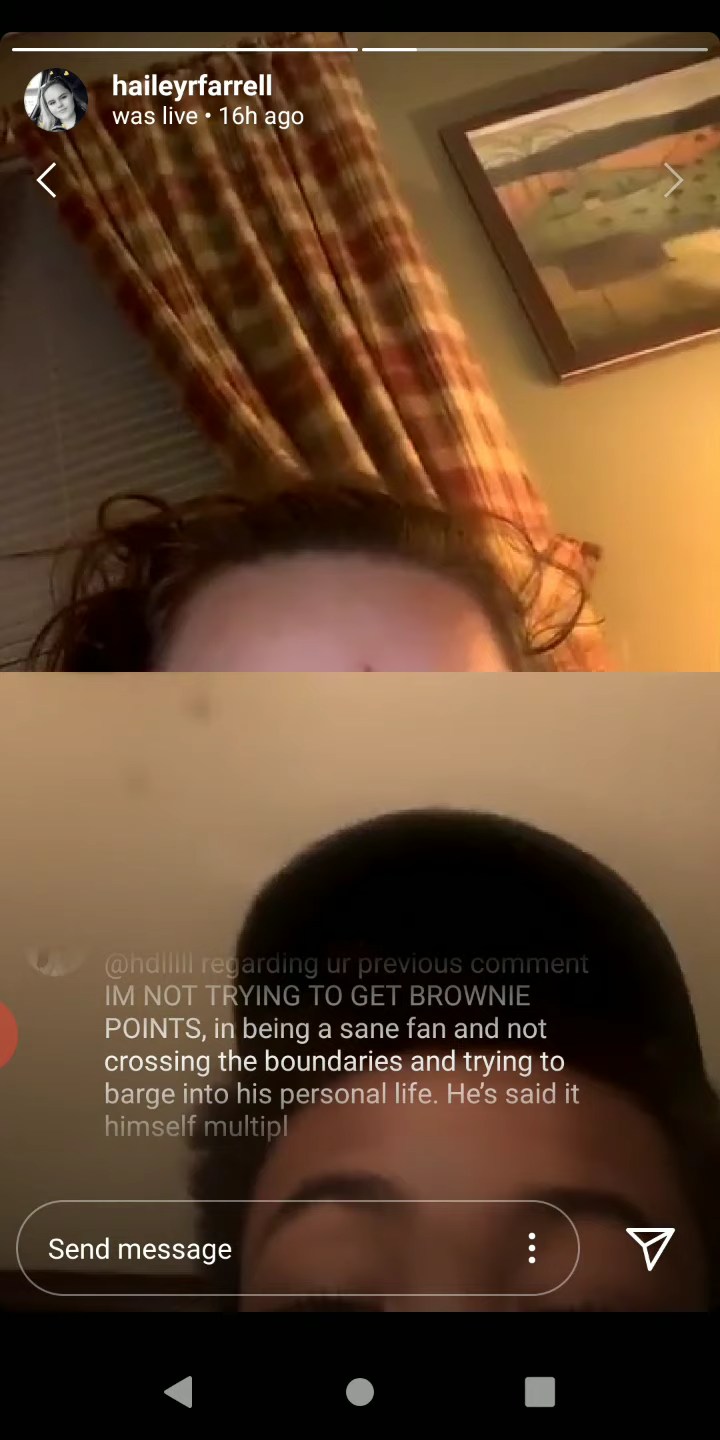 haileyrfarrell
was live • 16h ago
@hdlllll regarding ur previous comment
IM NOT TRYING TO GET BROWNIE
POINTS, in being a sane fan and not
crossing the boundaries and trying to
barge into his personal life. He’s said it
himself multipl
Send message